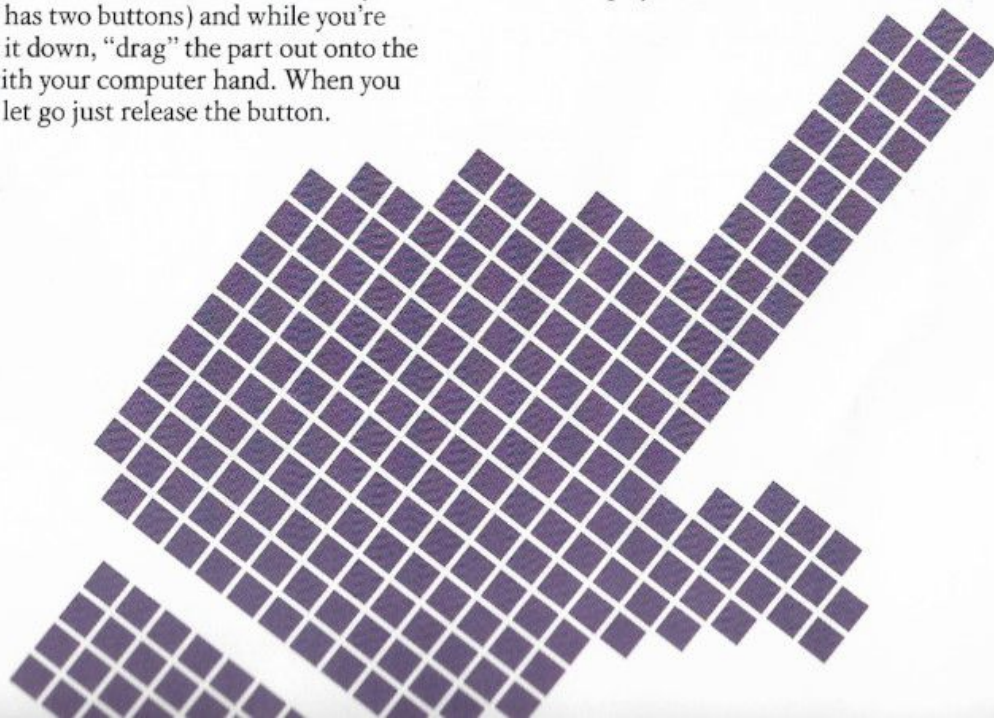 has two buttons) and while you're
it down, “drag” the part out onto the
ith your computer hand. When you
let go just release the button.